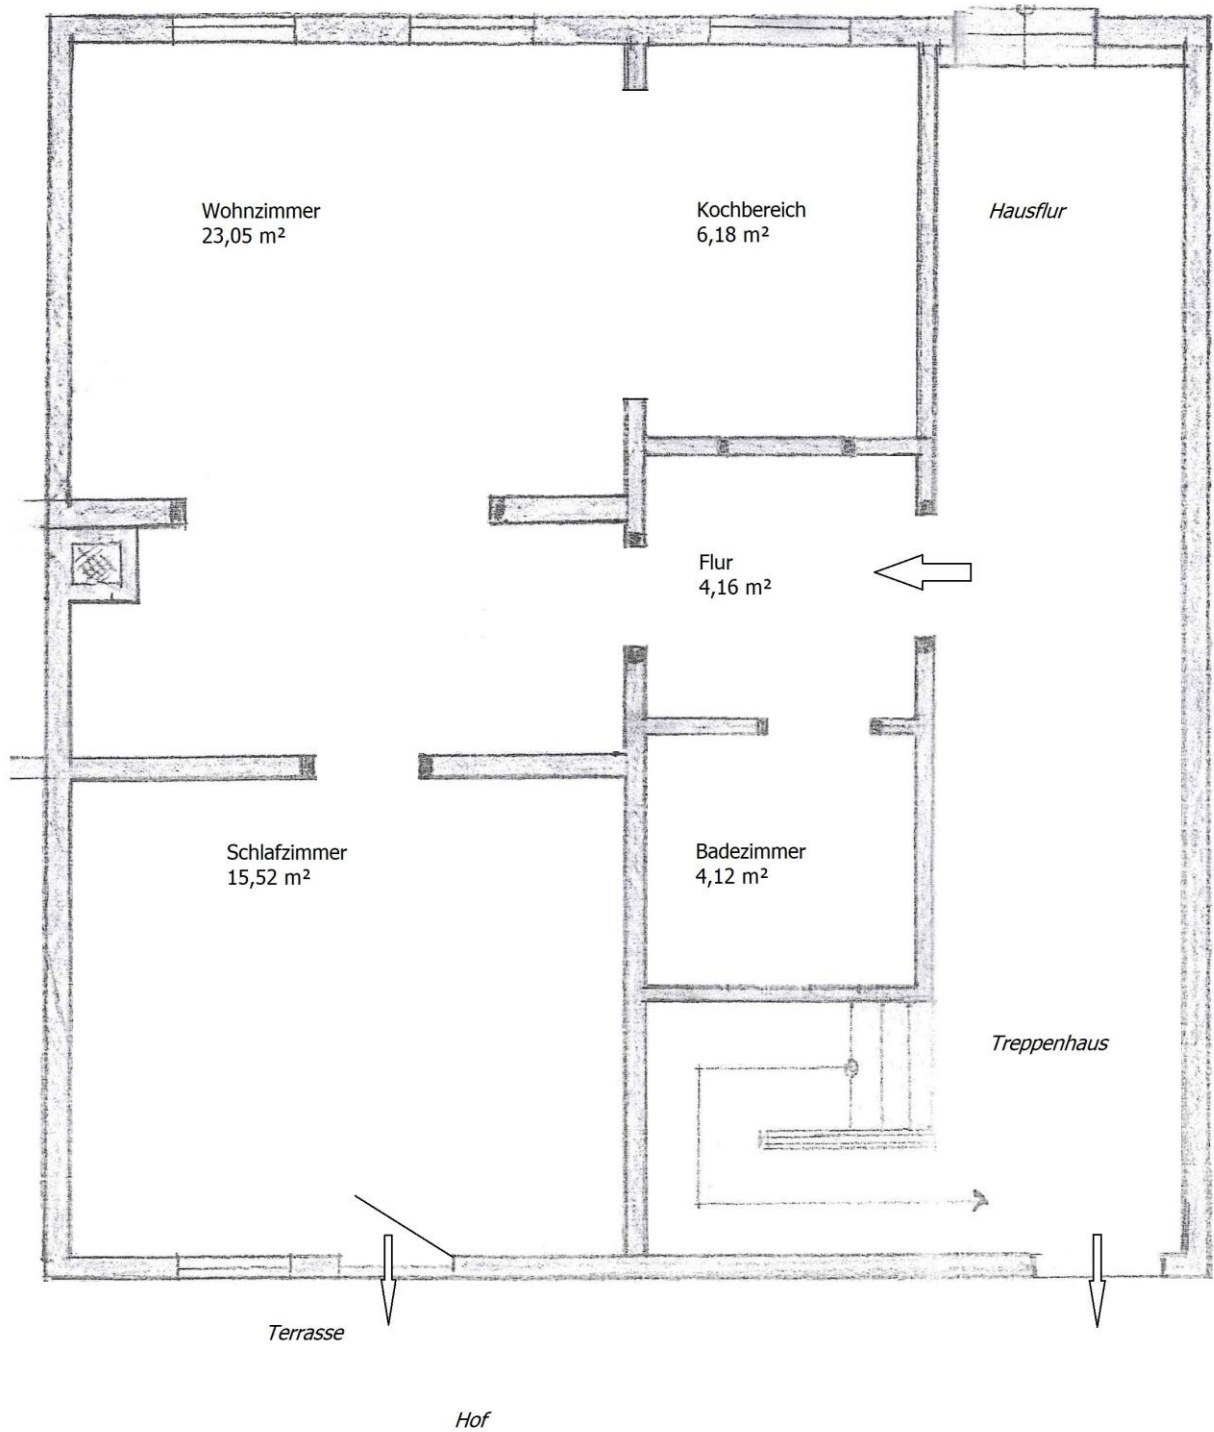 Wohnzimmer
23,05 m²
Kochbereich
6,18 m²
Hausflur
Flur
4,16 m²
Schlafzimmer
15,52 m²
Badezimmer
4,12 m²
Treppenhaus
Terrasse
Hof